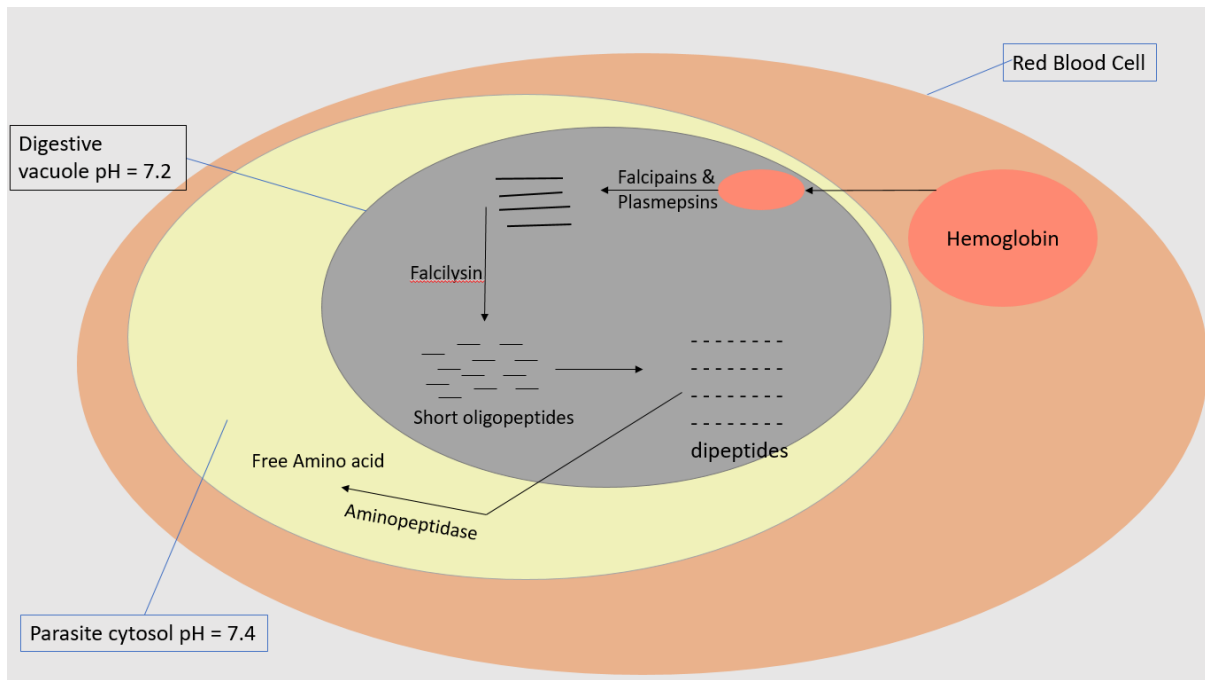 Red Blood Cell
Digestive
vacuole pH = 7.2
Falcipains &
Plasmepsins
Hemoglobin
Falcilysin
Short oligopeptides
dipeptides
Free Amino acid
Aminopeptidase
Parasite cytosol pH = 7.4